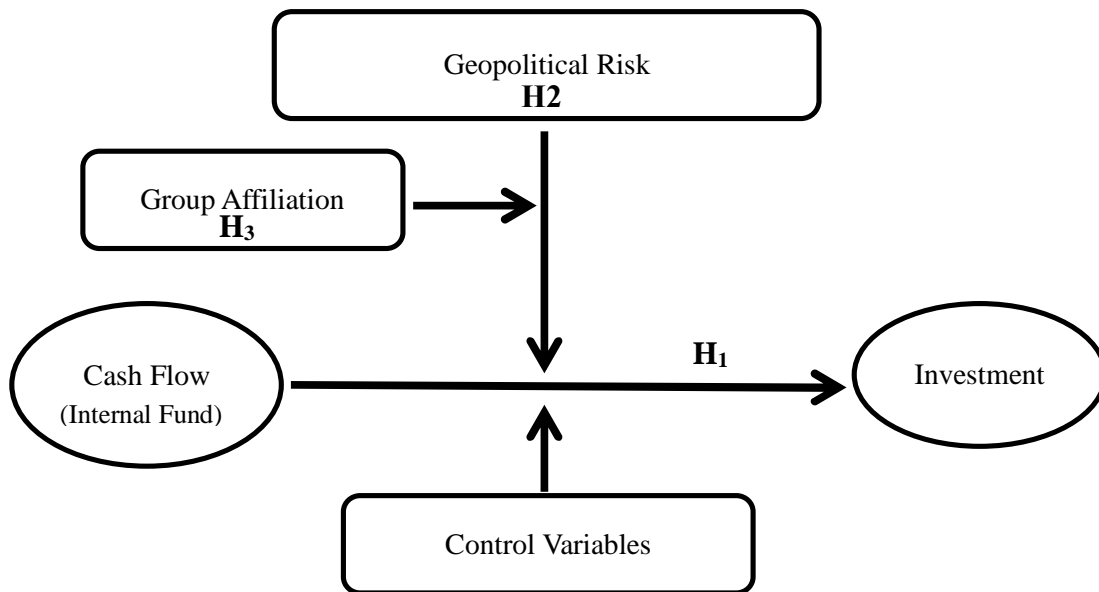 Geopolitical Risk
H2
Group Affiliation
H₃
H₁
Cash Flow
(Internal Fund)
Investment
Control Variables